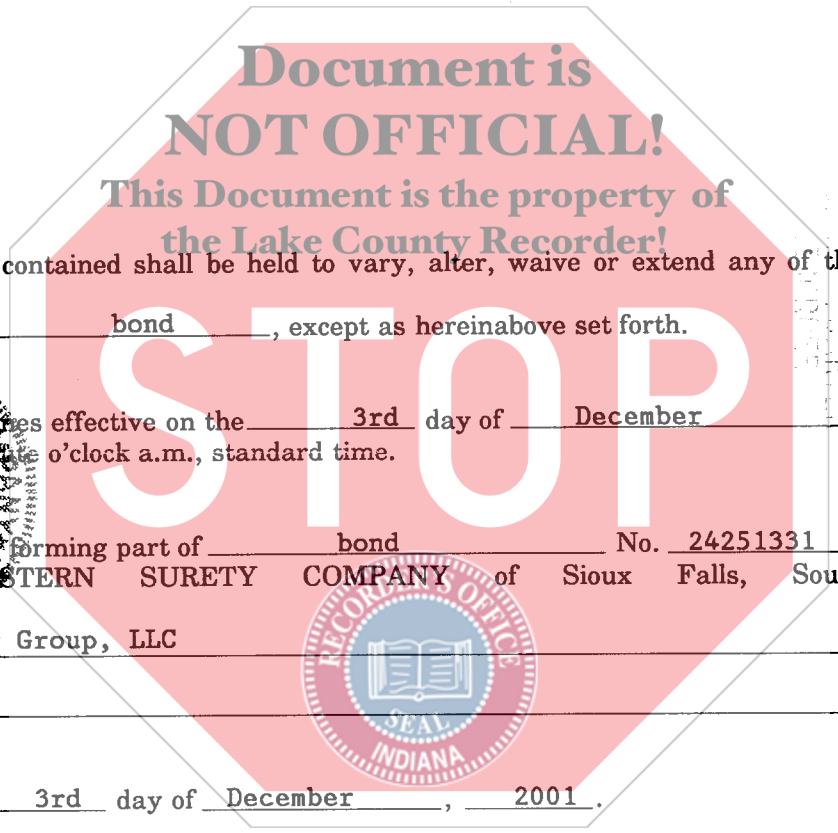 Document is
NOT OFFICIAL!
This Document is the property of
the Lake County Recorder!
contained shall be held to vary, alter, waive or extend any of
bond, except as hereinabove set forth.
STOP
effective on the 3rd day of December
o'clock a.m., standard time.
forming part of bond No. 24251331
STERN SURETY COMPANY of Sioux Falls, Sou
Group, LLC
RECORDER'S OFFICE
SEAL
INDIANA
3rd day of December, 2001.